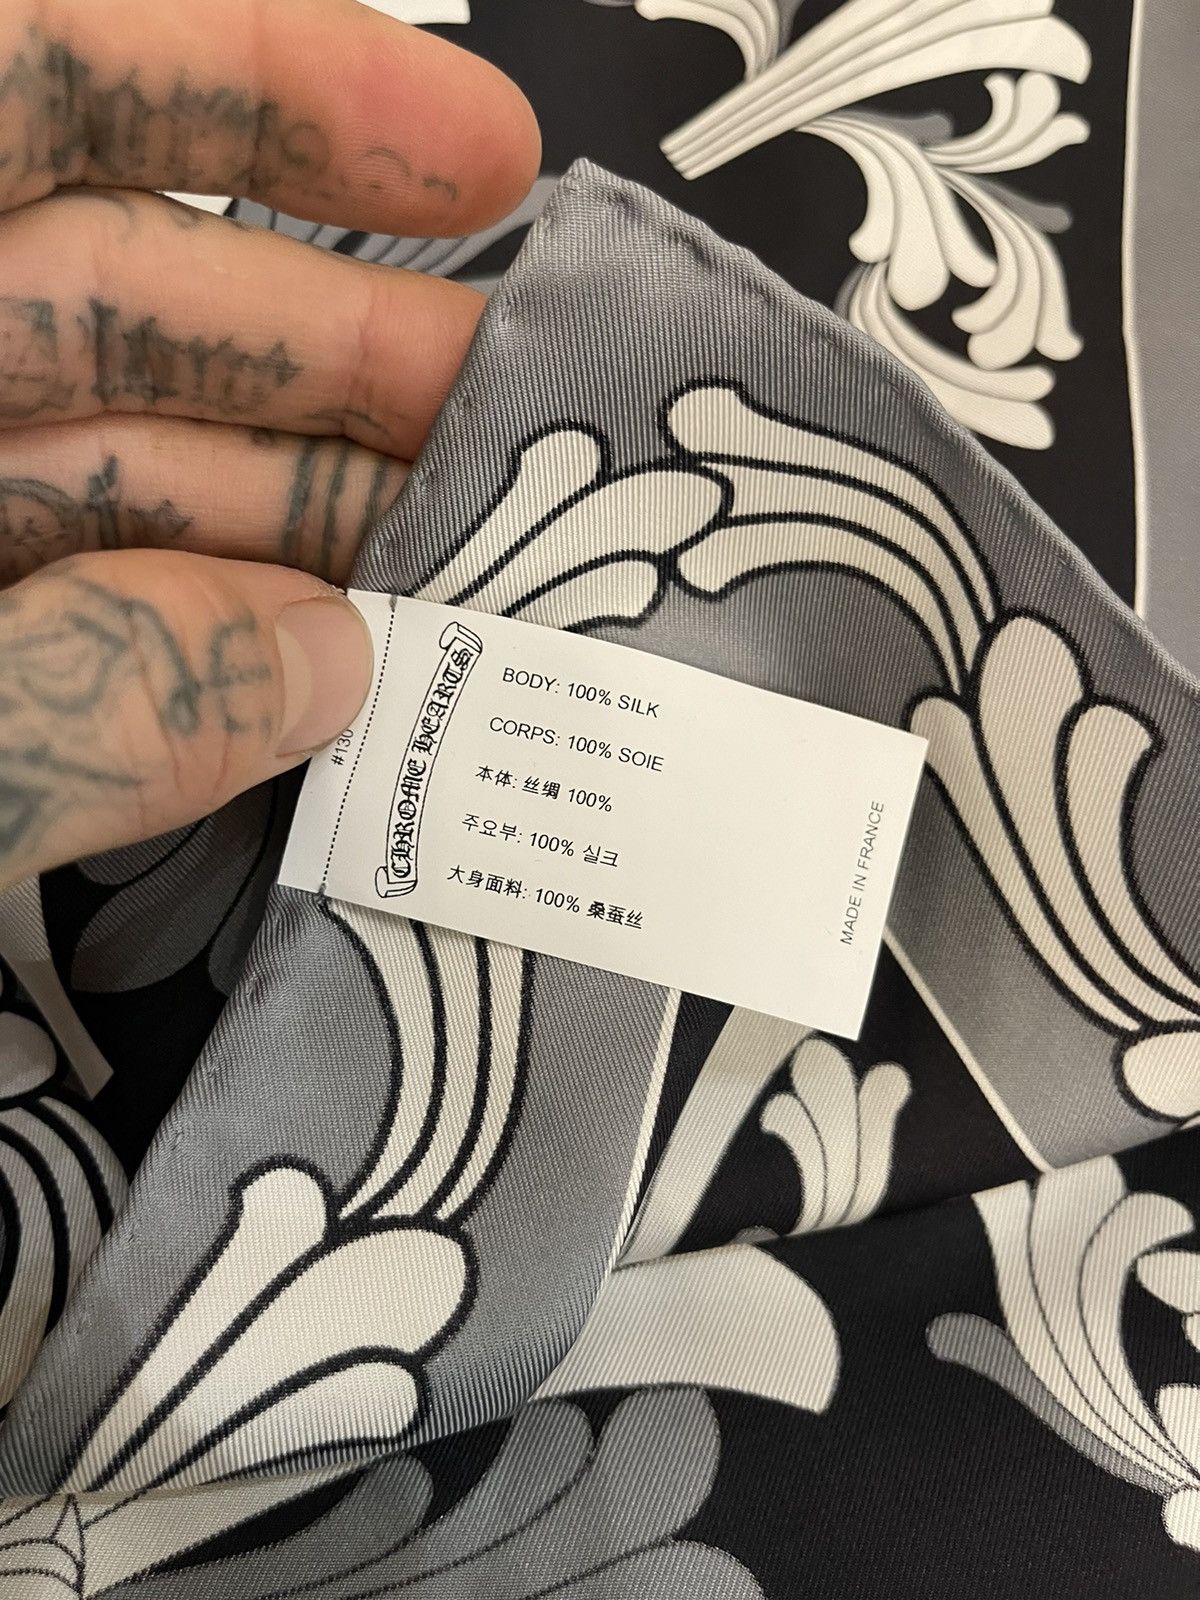 CHROME HEARTS
#130
BODY: 100% SILK
CORPS: 100% SOIE
本体: 丝绸 100%
주요부: 100% 실크
大身面料: 100% 桑蚕丝
MADE IN FRANCE